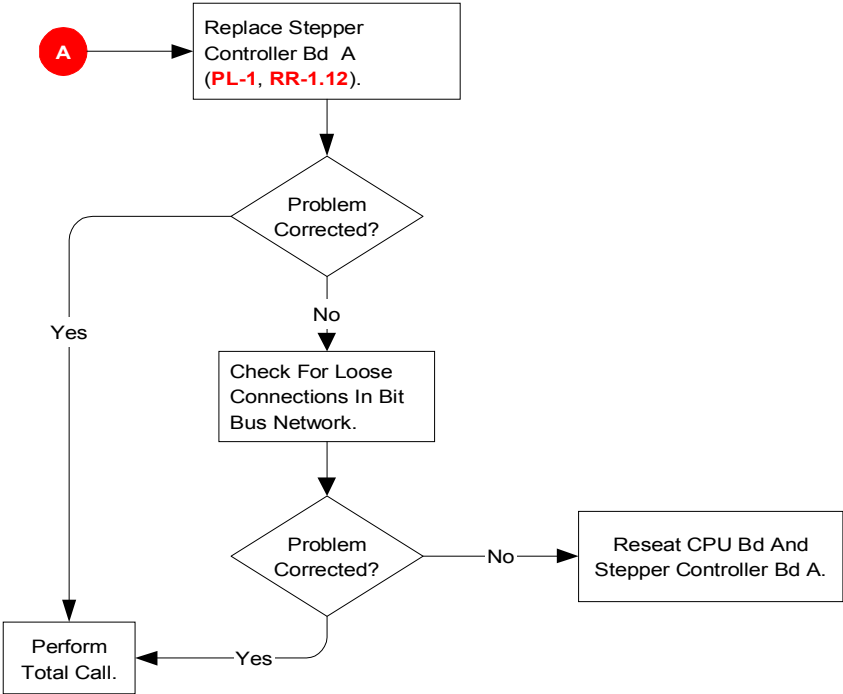 A
Replace Stepper
Controller Bd A
(PL-1, RR-1.12).
Problem
Corrected?
No
Yes
Check For Loose
Connections In Bit
Bus Network.
Problem
Corrected?
No
Reseat CPU Bd And
Stepper Controller Bd A.
Yes
Perform
Total Call.